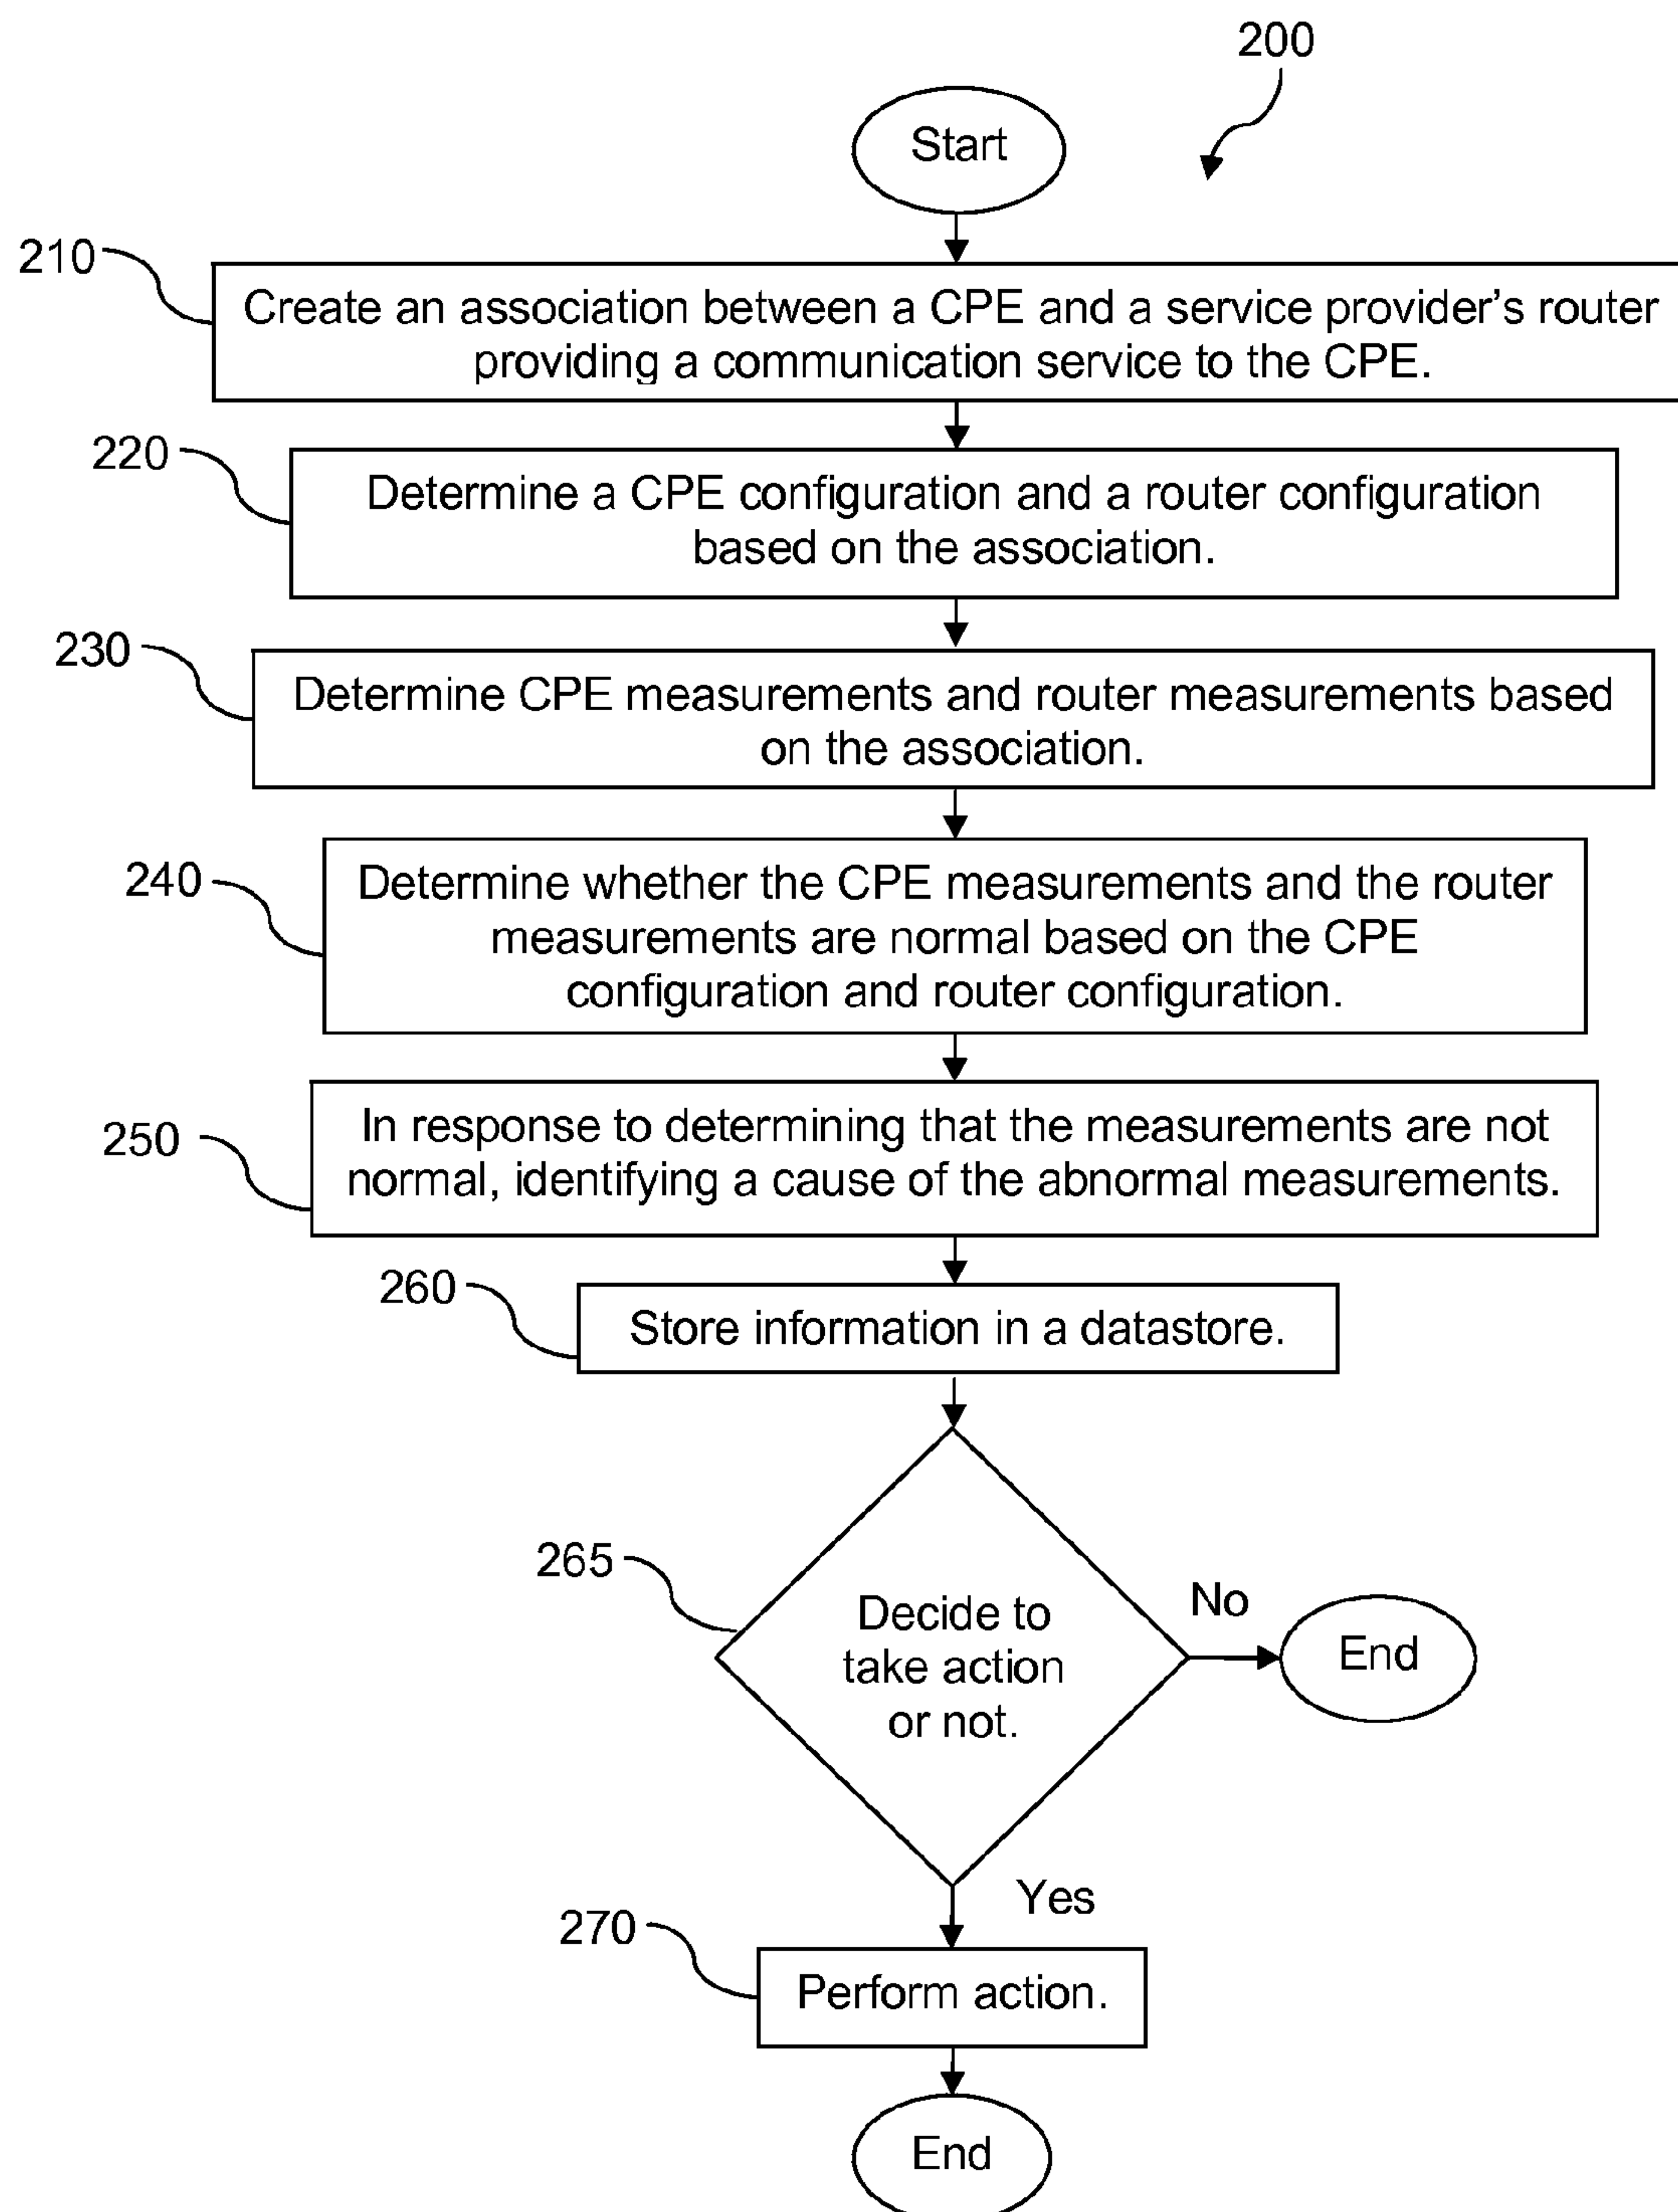 200
Start
210
Create an association between a CPE and a service provider's router
providing a communication service to the CPE.
220
Determine a CPE configuration and a router configuration
based on the association.
230
Determine CPE measurements and router measurements based
on the association.
240
Determine whether the CPE measurements and the router
measurements are normal based on the CPE
configuration and router configuration.
250
In response to determining that the measurements are not
normal, identifying a cause of the abnormal measurements.
260
Store information in a datastore.
265
Decide to
take action
or not.
No
End
Yes
270
Perform action.
End